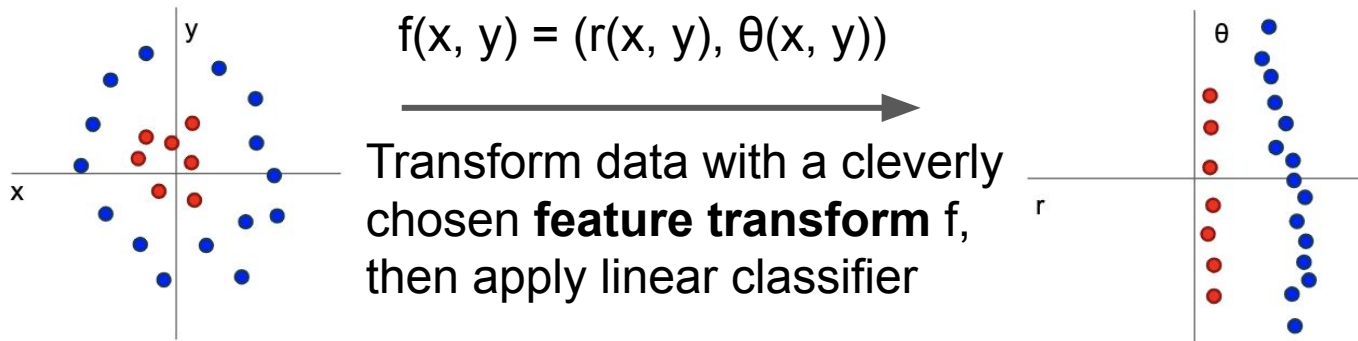 y
x
f(x, y) = (r(x, y), θ(x, y))
Transform data with a cleverly
chosen feature transform f,
then apply linear classifier
θ
r